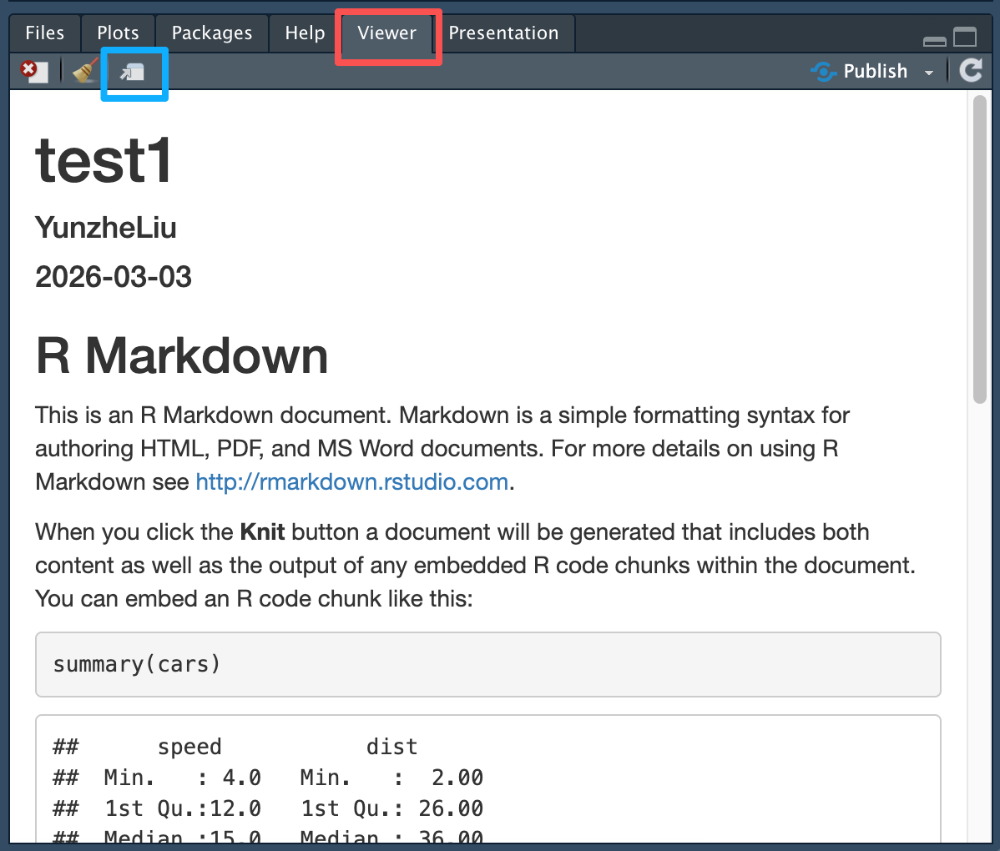 Files Plots Packages Help Viewer Presentation
Publish
test1
YunzheLiu
2026-03-03
R Markdown
This is an R Markdown document. Markdown is a simple formatting syntax for
authoring HTML, PDF, and MS Word documents. For more details on using R
Markdown see http://rmarkdown.rstudio.com.
When you click the Knit button a document will be generated that includes both
content as well as the output of any embedded R code chunks within the document.
You can embed an R code chunk like this:
summary(cars)
##      speed           dist
##  Min.   : 4.0   Min.   :  2.00
##  1st Qu.:12.0   1st Qu.: 26.00
##  Median :15.0   Median : 36.00